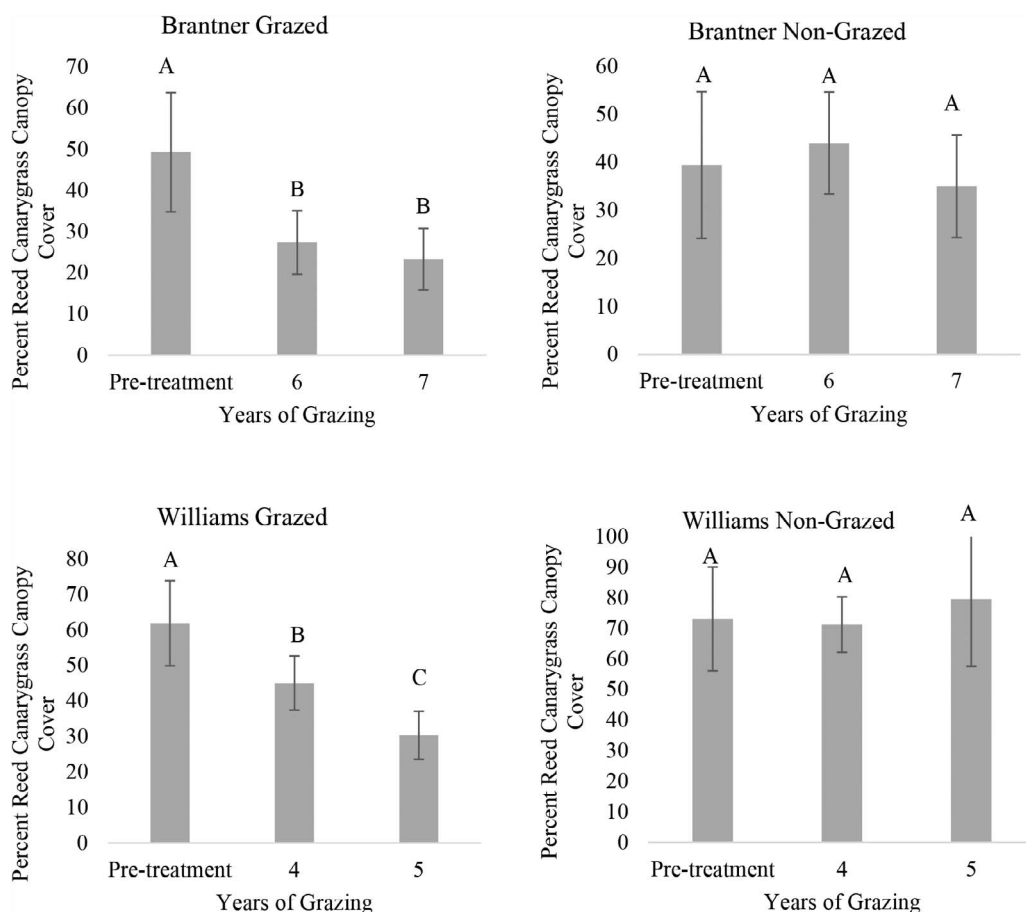 Brantner Grazed
Percent Reed Canarygrass Canopy
Cover
70
60
50
40
30
20
10
0
A
B
B
Pre-treatment
6
7
Years of Grazing
Brantner Non-Grazed
Percent Reed Canarygrass Canopy
Cover
60
50
40
30
20
10
0
A
A
A
Pre-treatment
6
7
Years of Grazing
Williams Grazed
Percent Reed Canarygrass Canopy
Cover
80
70
60
50
40
30
20
10
0
A
B
C
Pre-treatment
4
5
Years of Grazing
Williams Non-Grazed
Percent Reed Canarygrass Canopy
Cover
100
90
80
70
60
50
40
30
20
10
0
A
A
A
Pre-treatment
4
5
Years of Grazing